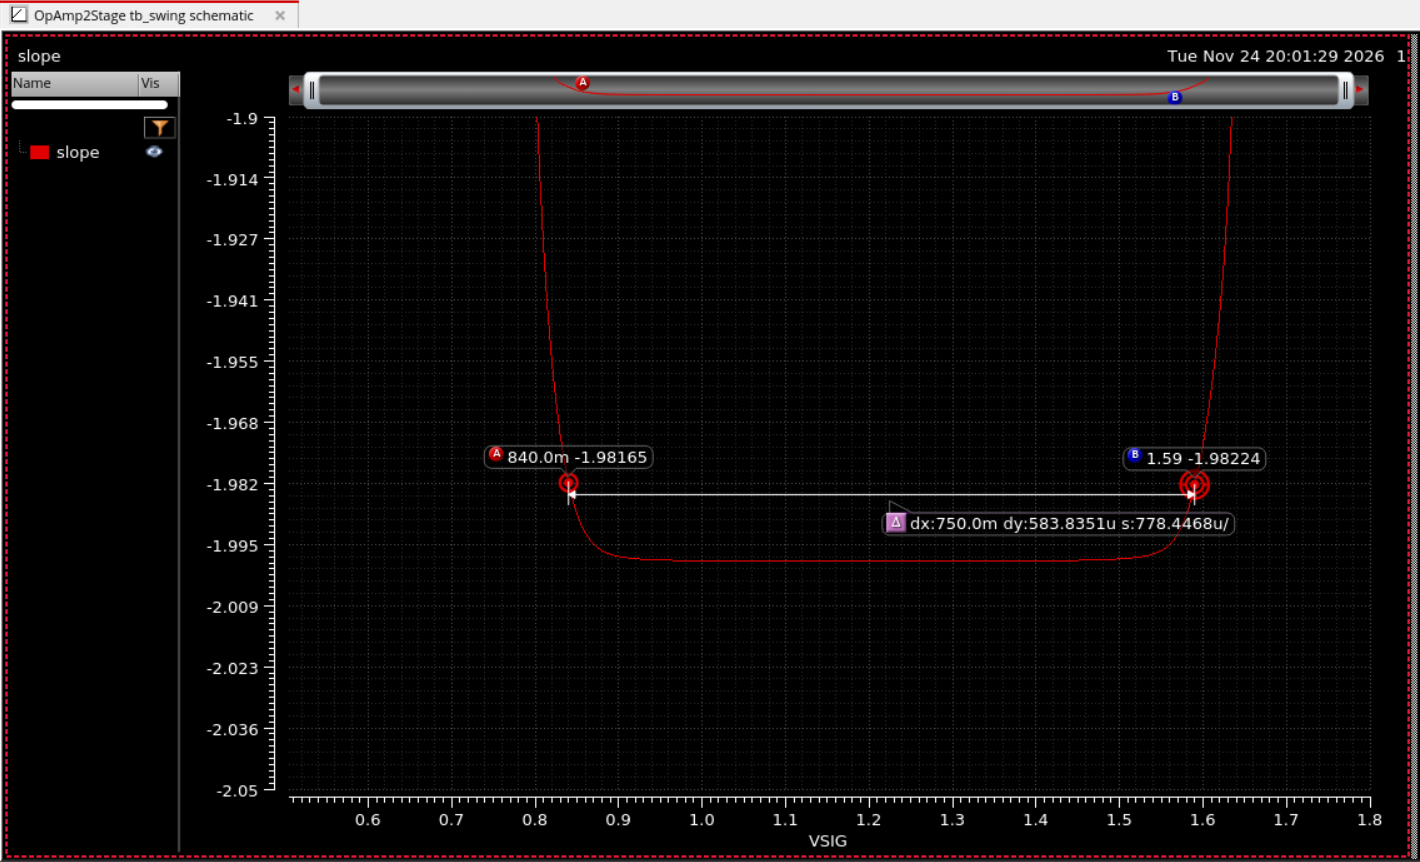 OpAmp2Stage tb_swing schematic
slope
Tue Nov 24 20:01:29 2026 1
Name Vis
A
B
slope
-1.9
-1.914
-1.927
-1.941
-1.955
-1.968
-1.982
-1.995
-2.009
-2.023
-2.036
-2.05
A 840.0m -1.98165
B 1.59 -1.98224
Δ dx:750.0m dy:583.8351u s:778.4468u/
0.6 0.7 0.8 0.9 1.0 1.1 1.2 1.3 1.4 1.5 1.6 1.7 1.8
VSIG